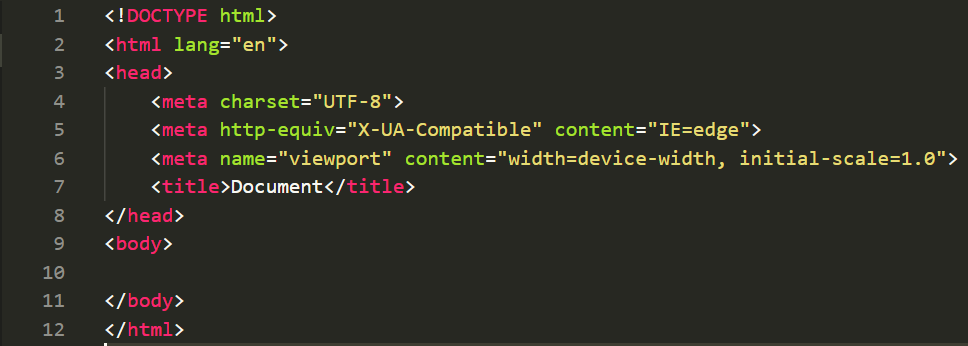 1 <!DOCTYPE html>
2 <html lang="en">
3 <head>
4     <meta charset="UTF-8">
5     <meta http-equiv="X-UA-Compatible" content="IE=edge">
6     <meta name="viewport" content="width=device-width, initial-scale=1.0">
7     <title>Document</title>
8 </head>
9 <body>
10
11 </body>
12 </html>